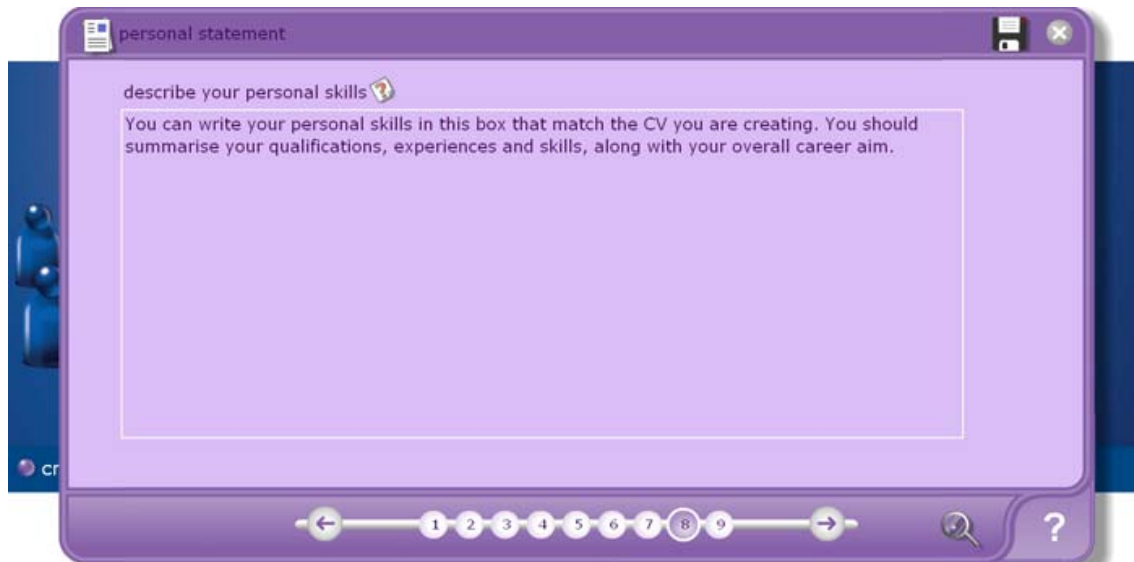 personal statement
describe your personal skills
You can write your personal skills in this box that match the CV you are creating. You should
summarise your qualifications, experiences and skills, along with your overall career aim.
cr
1 2 3 4 5 6 7 8 9
?